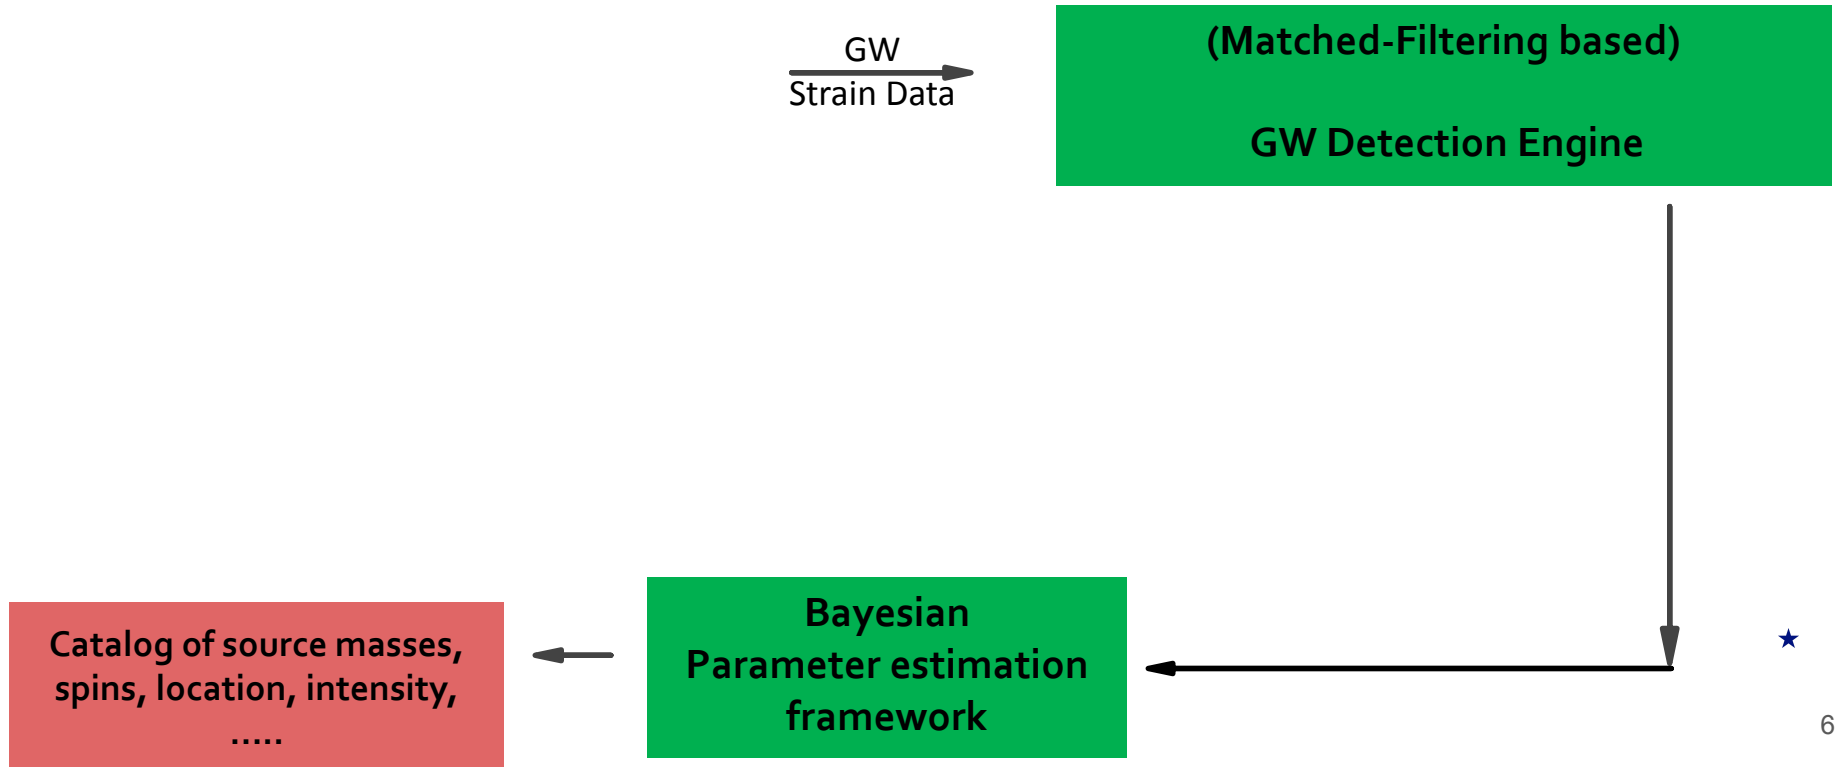 GW
Strain Data
(Matched-Filtering based)
GW Detection Engine
Bayesian
Parameter estimation
framework
Catalog of source masses,
spins, location, intensity,
.....
6